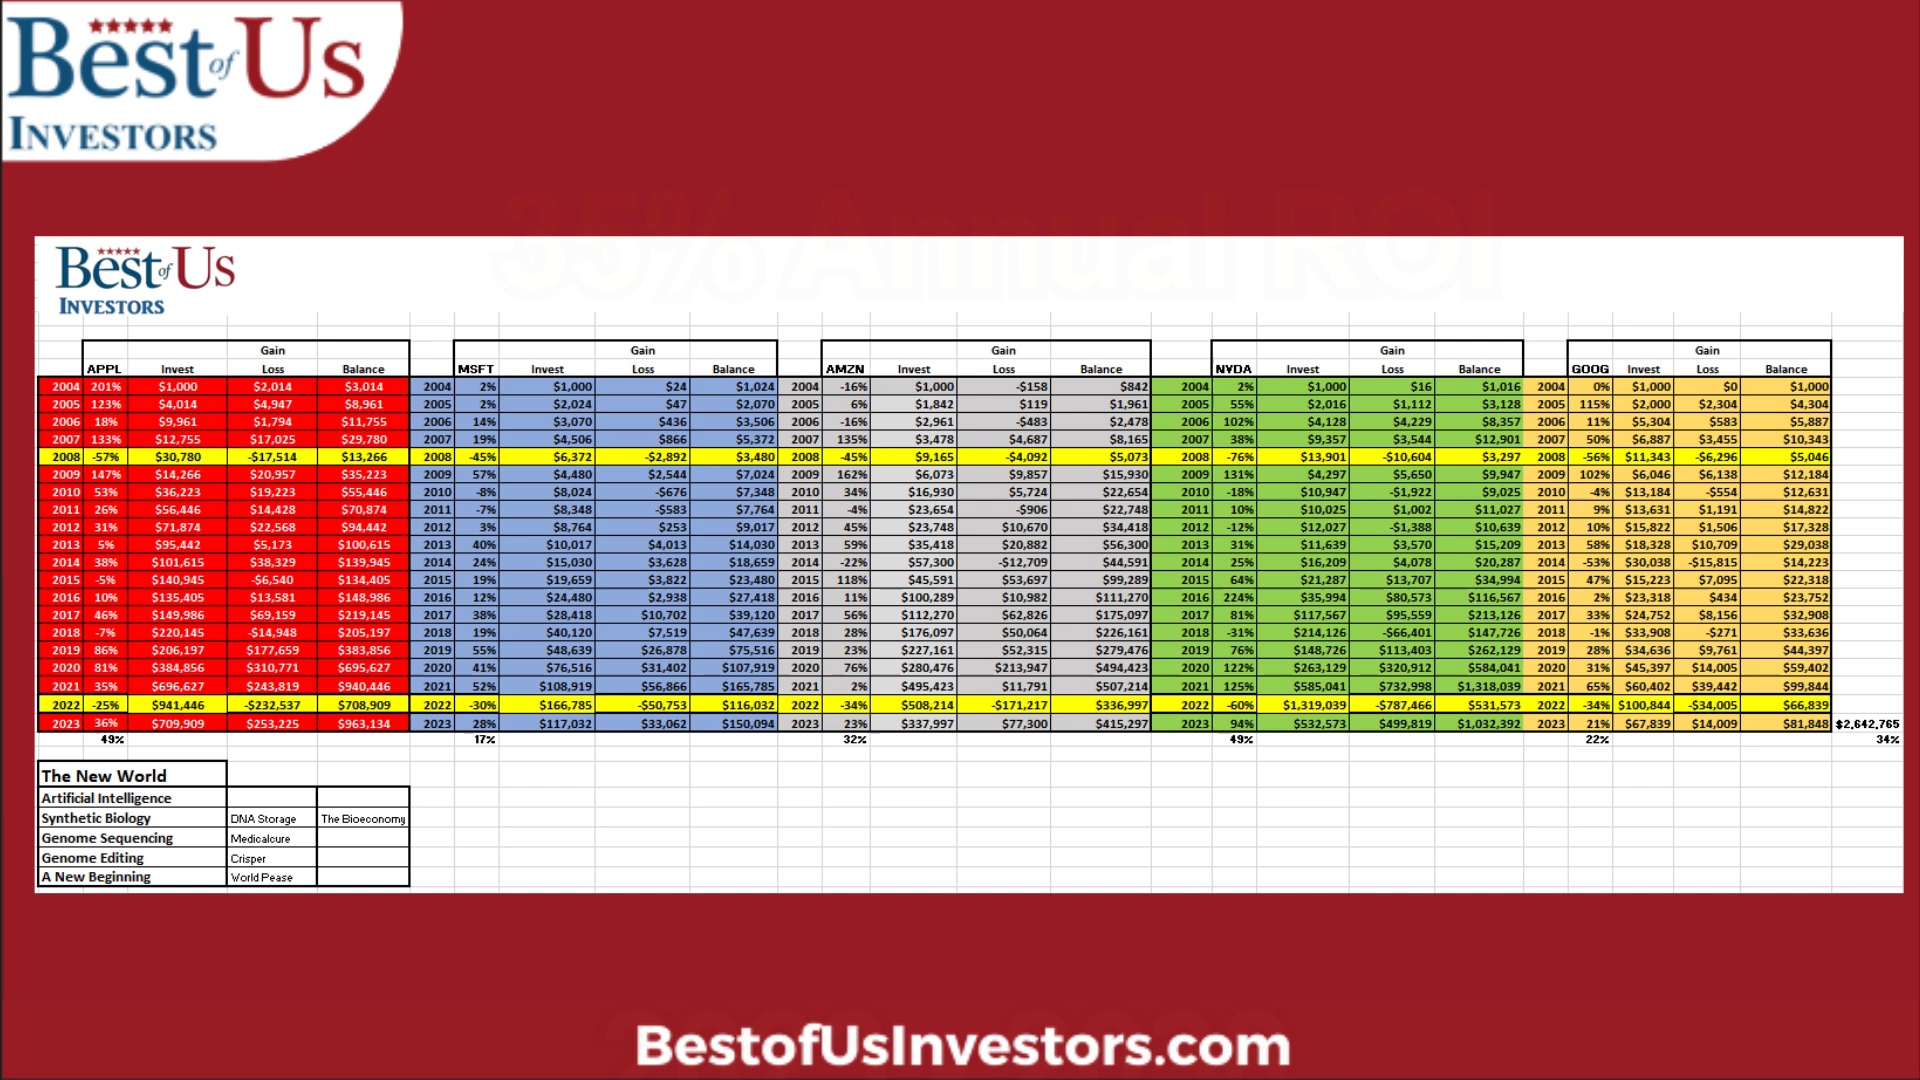 Best of Us
INVESTORS
35% Annual ROI
Best of Us
INVESTORS
Gain Gain Gain Gain Gain
APPL Invest Loss Balance MSFT Invest Loss Balance AMZN Invest Loss Balance NVDA Invest Loss Balance GOOG Invest Loss Balance
2004 201% $1,000 $2,014 $3,014 2004 2% $1,000 $24 $1,024 2004 -16% $1,000 -$158 $842 2004 2% $1,000 $16 $1,016 2004 0% $1,000 $0 $1,000
2005 123% $4,014 $4,947 $8,961 2005 2% $2,024 $47 $2,070 2005 6% $1,842 $119 $1,961 2005 55% $2,016 $1,112 $3,128 2005 115% $2,000 $2,304 $4,304
2006 18% $9,961 $1,794 $11,755 2006 14% $3,070 $436 $3,506 2006 -16% $2,961 -$483 $2,478 2006 102% $4,128 $4,229 $8,357 2006 11% $5,304 $583 $5,887
2007 133% $12,755 $17,025 $29,780 2007 19% $4,506 $866 $5,372 2007 135% $3,478 $4,687 $8,165 2007 38% $9,357 $3,544 $12,901 2007 50% $6,887 $3,455 $10,343
2008 -57% $30,780 -$17,514 $13,266 2008 -45% $6,372 -$2,892 $3,480 2008 -45% $9,165 -$4,092 $5,073 2008 -76% $13,901 -$10,604 $3,297 2008 -56% $11,343 -$6,296 $5,046
2009 147% $14,266 $20,957 $35,223 2009 57% $4,480 $2,544 $7,024 2009 162% $6,073 $9,857 $15,930 2009 131% $4,297 $5,650 $9,947 2009 102% $6,046 $6,138 $12,184
2010 53% $36,223 $19,223 $55,446 2010 -8% $8,024 -$676 $7,348 2010 34% $16,930 $5,724 $22,654 2010 -18% $10,947 -$1,922 $9,025 2010 -4% $13,184 -$554 $12,631
2011 26% $56,446 $14,428 $70,874 2011 -7% $8,348 -$583 $7,764 2011 -4% $23,654 -$906 $22,748 2011 10% $10,025 $1,002 $11,027 2011 9% $13,631 $1,191 $14,822
2012 31% $71,874 $22,568 $94,442 2012 3% $8,764 $253 $9,017 2012 45% $23,748 $10,670 $34,418 2012 -12% $12,027 -$1,388 $10,639 2012 10% $15,822 $1,506 $17,328
2013 5% $95,442 $5,173 $100,615 2013 40% $10,017 $4,013 $14,030 2013 59% $35,418 $20,882 $56,300 2013 31% $11,639 $3,570 $15,209 2013 58% $18,328 $10,709 $29,038
2014 38% $101,615 $38,329 $139,945 2014 24% $15,030 $3,628 $18,659 2014 -22% $57,300 -$12,709 $44,591 2014 25% $16,209 $4,078 $20,287 2014 -53% $30,038 -$15,815 $14,223
2015 -5% $140,945 -$6,540 $134,405 2015 19% $19,659 $3,822 $23,480 2015 118% $45,591 $53,697 $99,289 2015 64% $21,287 $13,707 $34,994 2015 47% $15,223 $7,095 $22,318
2016 10% $135,405 $13,581 $148,986 2016 12% $24,480 $2,938 $27,418 2016 11% $100,289 $10,982 $111,270 2016 224% $35,994 $80,573 $116,567 2016 2% $23,318 $434 $23,752
2017 46% $149,986 $69,159 $219,145 2017 38% $28,418 $10,702 $39,120 2017 56% $112,270 $62,826 $175,097 2017 81% $117,567 $95,559 $213,126 2017 33% $24,752 $8,156 $32,908
2018 -7% $220,145 -$14,948 $205,197 2018 19% $40,120 $7,519 $47,639 2018 28% $176,097 $50,064 $226,161 2018 -31% $214,126 -$66,401 $147,726 2018 -1% $33,908 -$271 $33,636
2019 86% $206,197 $177,659 $383,856 2019 55% $48,639 $26,878 $75,516 2019 23% $227,161 $52,315 $279,476 2019 76% $148,726 $113,403 $262,129 2019 28% $34,636 $9,761 $44,397
2020 81% $384,856 $310,771 $695,627 2020 41% $76,516 $31,402 $107,919 2020 76% $280,476 $213,947 $494,423 2020 122% $263,129 $320,912 $584,041 2020 31% $45,397 $14,005 $59,402
2021 35% $696,627 $243,819 $940,446 2021 52% $108,919 $56,866 $165,785 2021 2% $495,423 $11,791 $507,214 2021 125% $585,041 $732,998 $1,318,039 2021 65% $60,402 $39,442 $99,844
2022 -25% $941,446 -$232,537 $708,909 2022 -30% $166,785 -$50,753 $116,032 2022 -34% $508,214 -$171,217 $336,997 2022 -60% $1,319,039 -$787,466 $531,573 2022 -34% $100,844 -$34,005 $66,839
2023 36% $709,909 $253,225 $963,134 2023 28% $117,032 $33,062 $150,094 2023 23% $337,997 $77,300 $415,297 2023 94% $532,573 $499,819 $1,032,392 2023 21% $67,839 $14,009 $81,848 $2,642,765
49% 17% 32% 49% 22% 34%
The New World
Artificial Intelligence
Synthetic Biology DNA Storage The Bioeconomy
Genome Sequencing Medicalcure
Genome Editing Crisper
A New Beginning World Pease
BestofUsInvestors.com